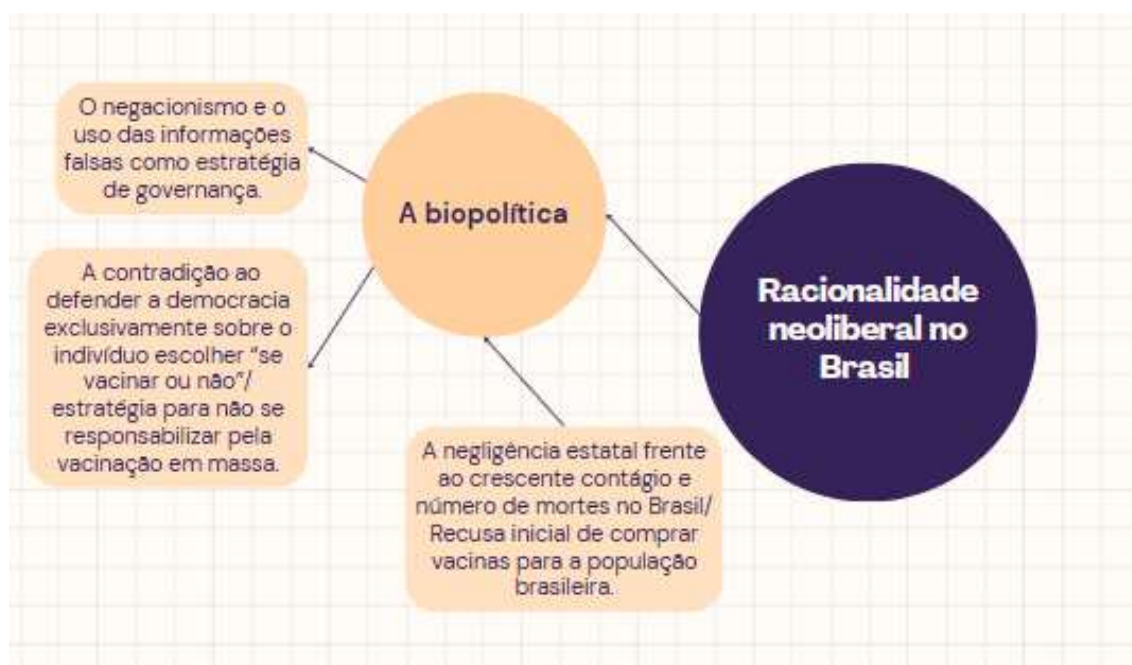 O negacionismo e o
uso das informações
falsas como estratégia
de governança.
A biopolítica
A contradição ao
defender a democracia
exclusivamente sobre o
indivíduo escolher “se
vacinar ou não”/
estratégia para não se
responsabilizar pela
vacinação em massa.
Racionalidade
neoliberal no
Brasil
A negligência estatal frente
ao crescente contágio e
número de mortes no Brasil/
Recusa inicial de comprar
vacinas para a população
brasileira.